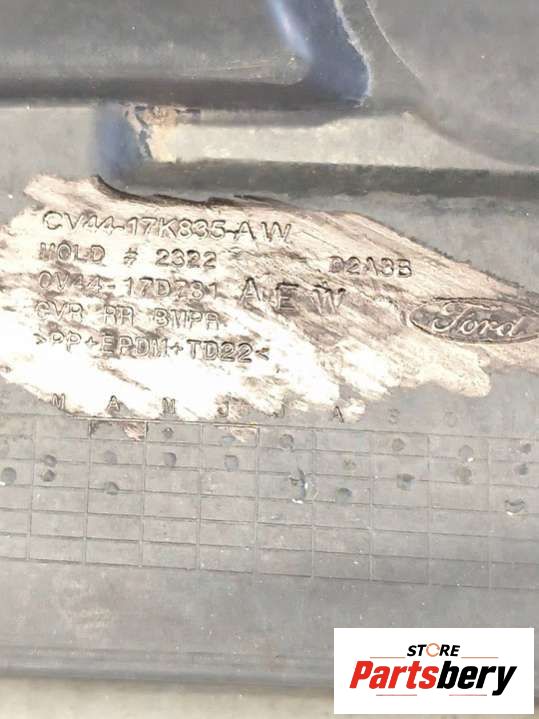 CV44-17K835-AW
MOLD # 2322 D2A3B
CV44-17D781 A E W
CVR RR BMPR
Ford
>PP+EPDM+TD22<
M A M J J A S O
STORE
Partsbery